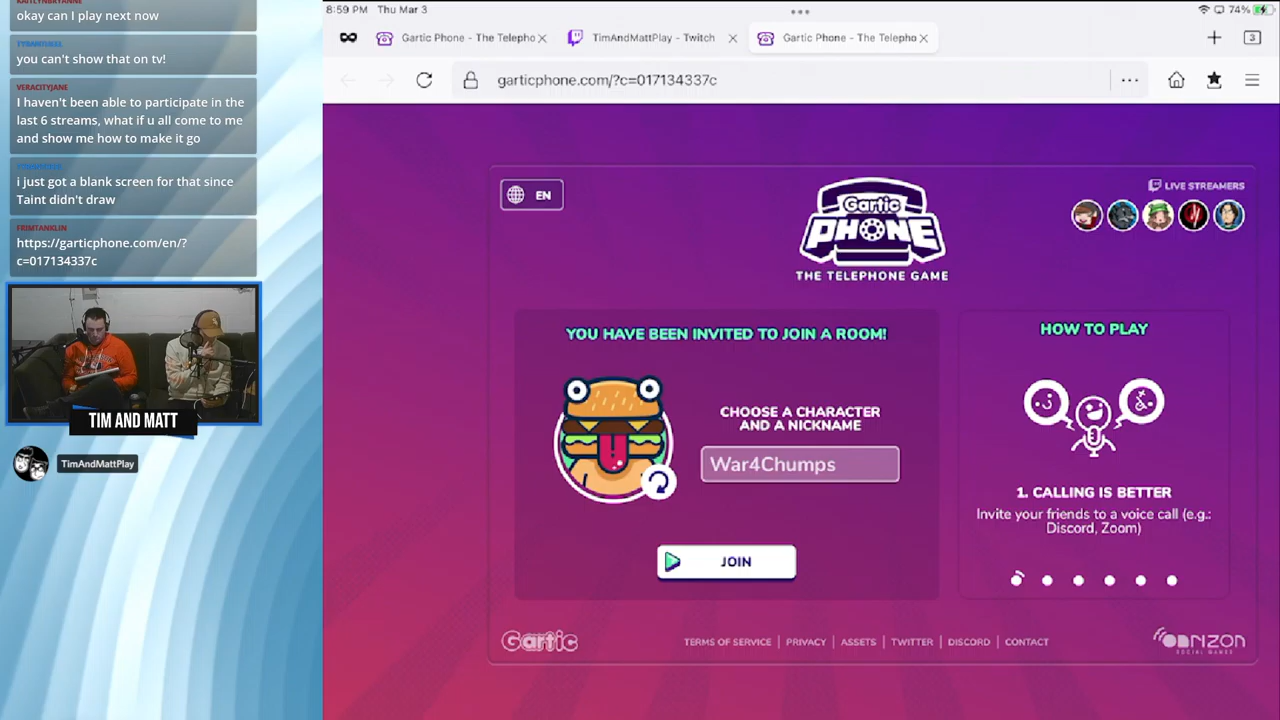 okay can I play next now
you can't show that on tv!
VERACITYJANE
I haven't been able to participate in the
last 6 streams, what if u all come to me
and show me how to make it go
i just got a blank screen for that since
Taint didn't draw
FRIMTANKLIN
https://garticphone.com/en/?
c=017134337c
TIM AND MATT
TimAndMattPlay
8:59 PM Thu Mar 3
74%
Gartic Phone - The Telepho
TimAndMattPlay - Twitch
Gartic Phone - The Telepho
3
garticphone.com/?c=017134337c
EN
Gartic
PHONE
THE TELEPHONE GAME
LIVE STREAMERS
YOU HAVE BEEN INVITED TO JOIN A ROOM!
CHOOSE A CHARACTER
AND A NICKNAME
War4Chumps
JOIN
HOW TO PLAY
1. CALLING IS BETTER
Invite your friends to a voice call (e.g.:
Discord, Zoom)
Gartic
TERMS OF SERVICE | PRIVACY | ASSETS | TWITTER | DISCORD | CONTACT
ONRIZON
SOCIAL GAMES